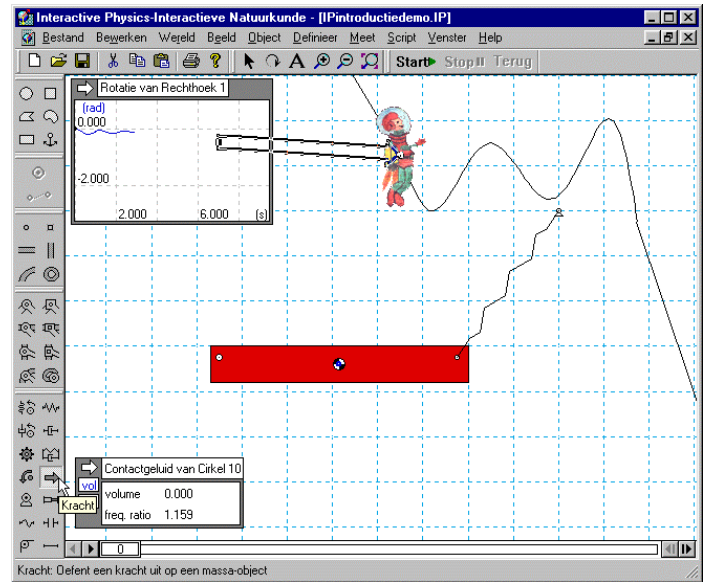 Interactive Physics-Interactieve Natuurkunde - [IPintroductiedemo.IP]
Bestand Bewerken Wereld Beeld Object Definieer Meet Script Venster Help
A Start Stop Terug
Rotatie van Rechthoek 1
(rad)
0.000
-2.000
2.000 6.000 (s)
Contactgeluid van Cirkel 10
vol
volume 0.000
freq. ratio 1.159
Kracht
0
Kracht: Oefent een kracht uit op een massa-object